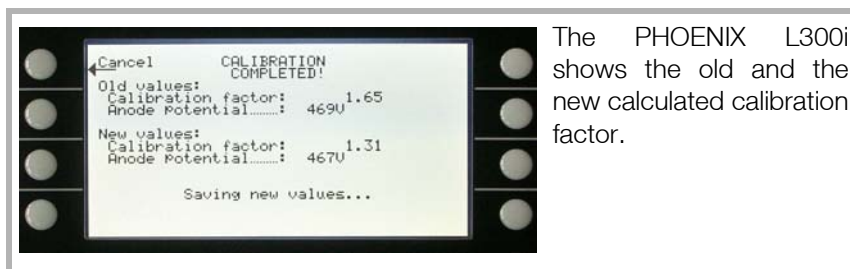 Cancel CALIBRATION
COMPLETED!
Old values:
Calibration factor: 1.65
Anode Potential……: 469V
New values:
Calibration factor: 1.31
Anode Potential……: 467V
Saving new values...
The PHOENIX L300i
shows the old and the
new calculated calibration
factor.